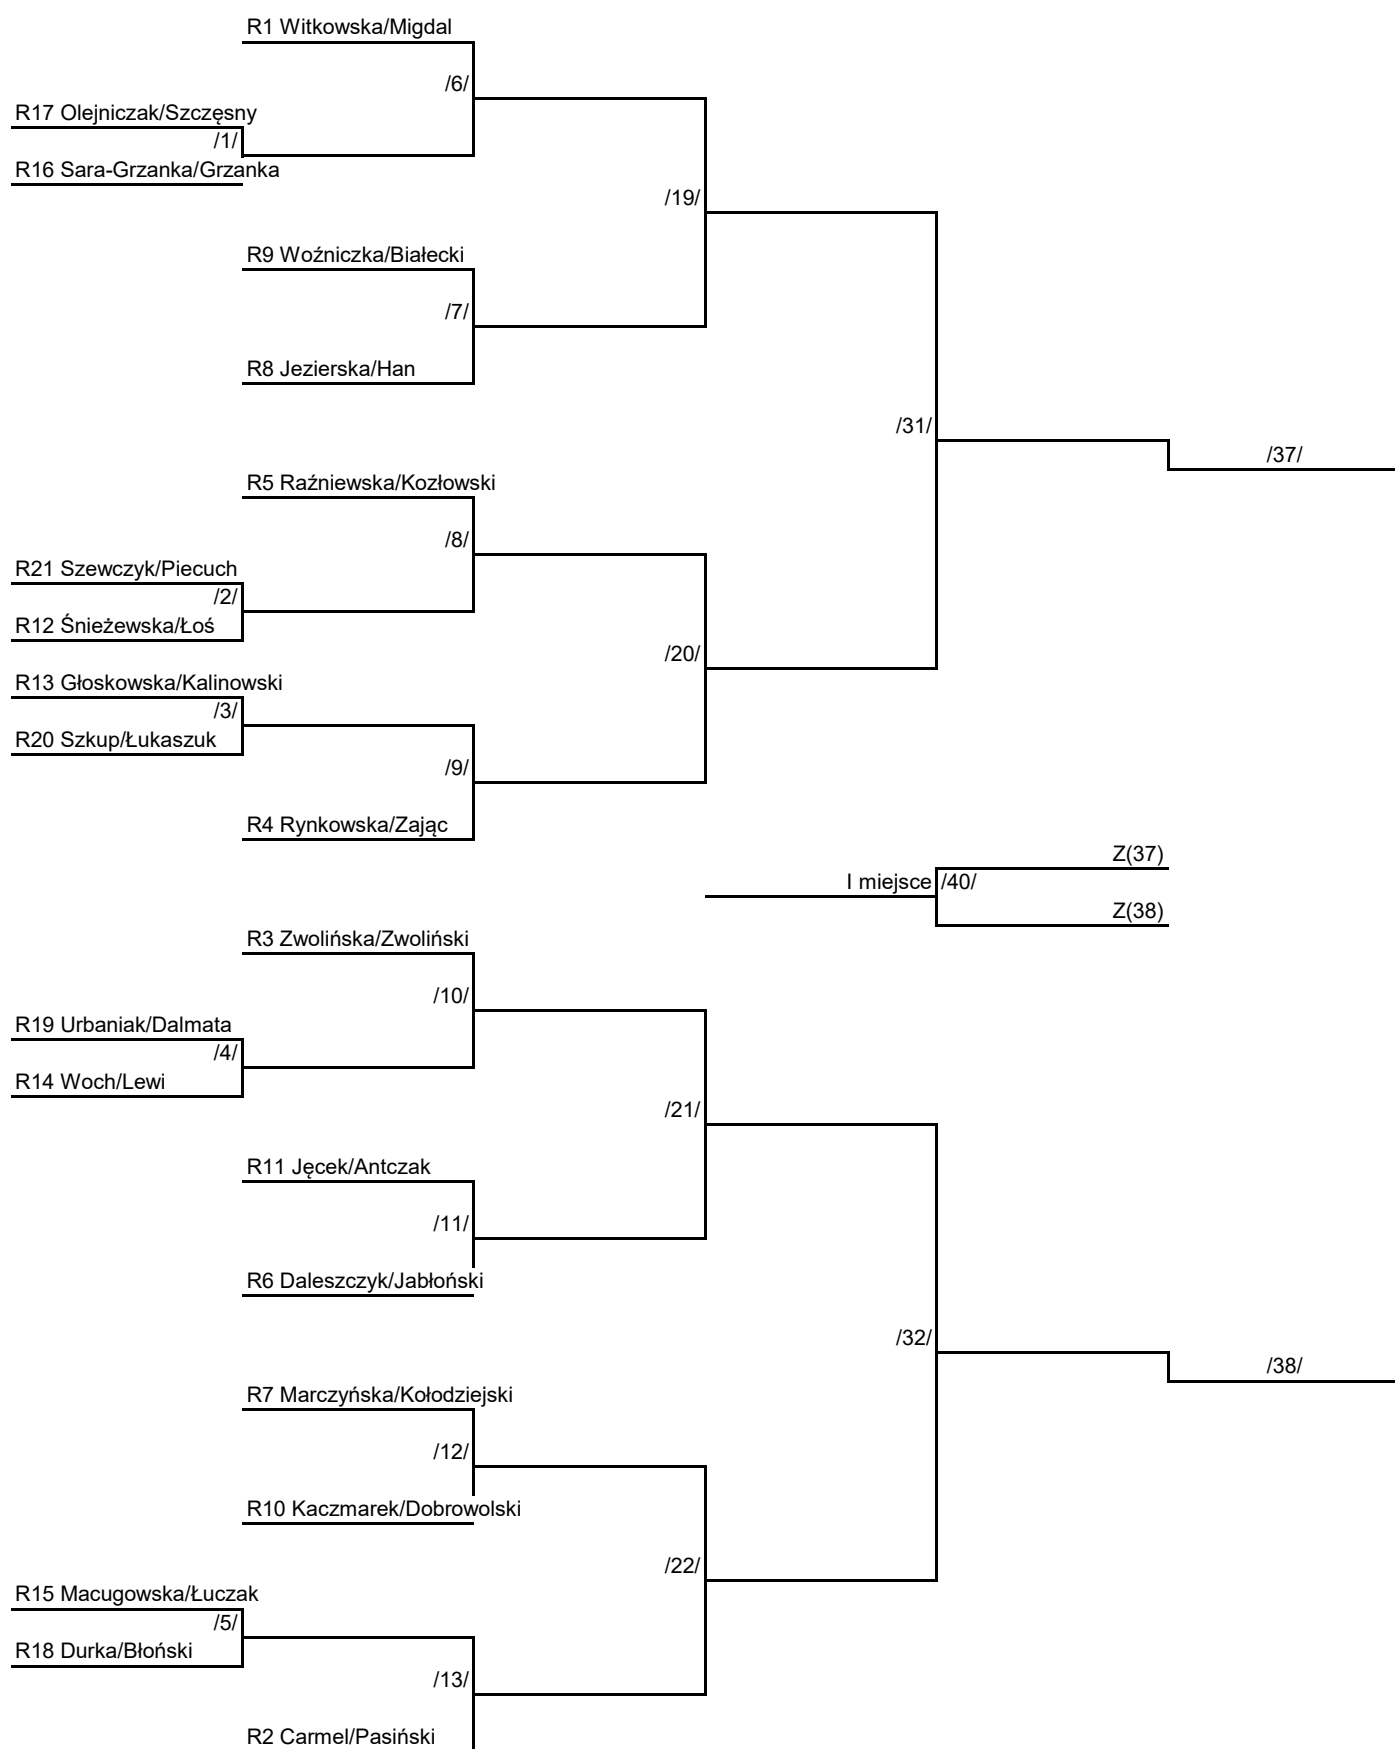 R1 Witkowska/Migdal
/6/
R17 Olejniczak/Szczęsny
/1/
R16 Sara-Grzanka/Grzanka
/19/
R9 Woźniczka/Białecki
/7/
R8 Jezierska/Han
/31/
/37/
R5 Raźniewska/Kozłowski
/8/
R21 Szewczyk/Piecuch
/2/
R12 Śnieżewska/Łoś
/20/
R13 Głoskowska/Kalinowski
/3/
R20 Szkup/Łukaszuk
/9/
R4 Rynkowska/Zając
Z(37)
I miejsce /40/
Z(38)
R3 Zwolińska/Zwoliński
/10/
R19 Urbaniak/Dalmata
/4/
R14 Woch/Lewi
/21/
R11 Jęcek/Antczak
/11/
R6 Daleszczyk/Jabłoński
/32/
/38/
R7 Marczyńska/Kołodziejski
/12/
R10 Kaczmarek/Dobrowolski
/22/
R15 Macugowska/Łuczak
/5/
R18 Durka/Błoński
/13/
R2 Carmel/Pasiński